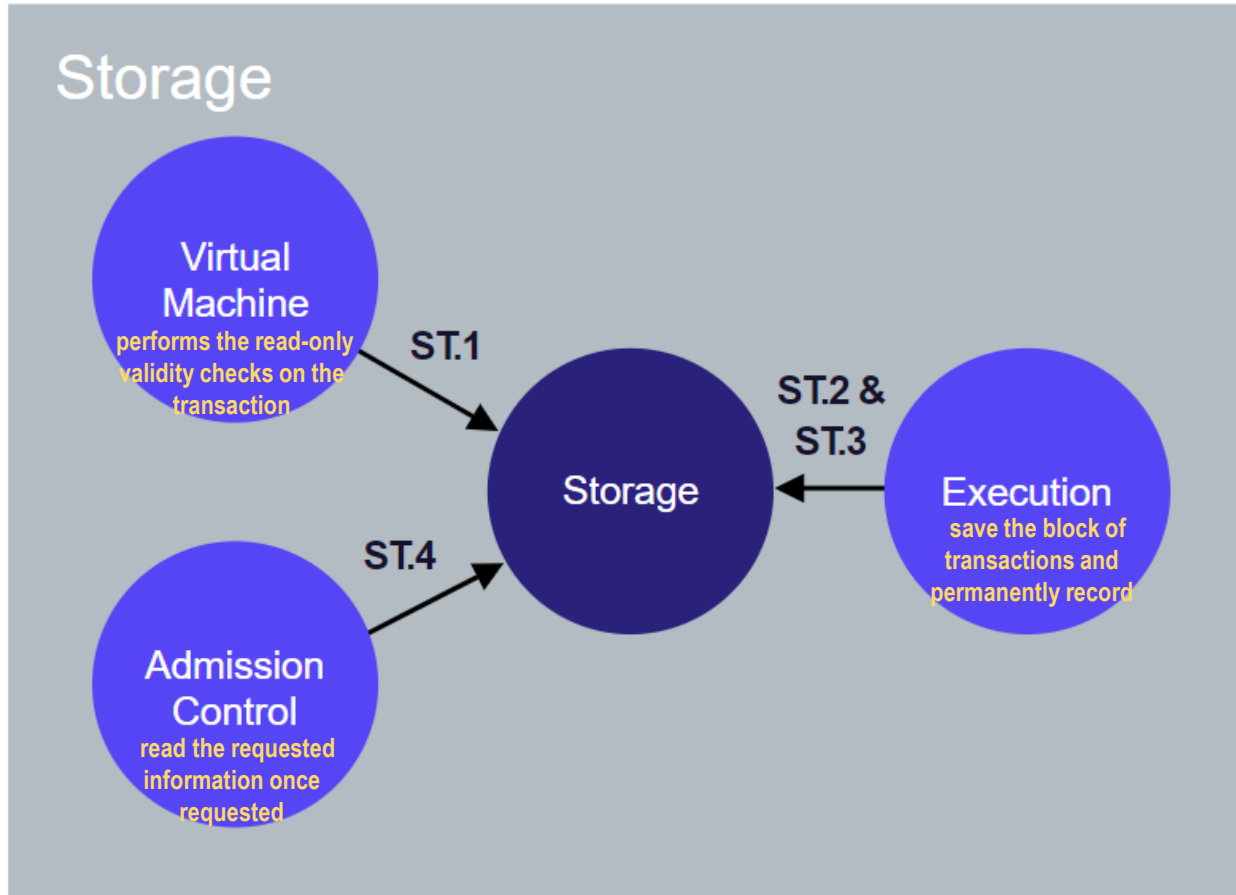 Storage
Virtual
Machine
performs the read-only
validity checks on the
transaction
ST.1
Storage
ST.2 &
ST.3
Execution
save the block of
transactions and
permanently record
ST.4
Admission
Control
read the requested
information once
requested